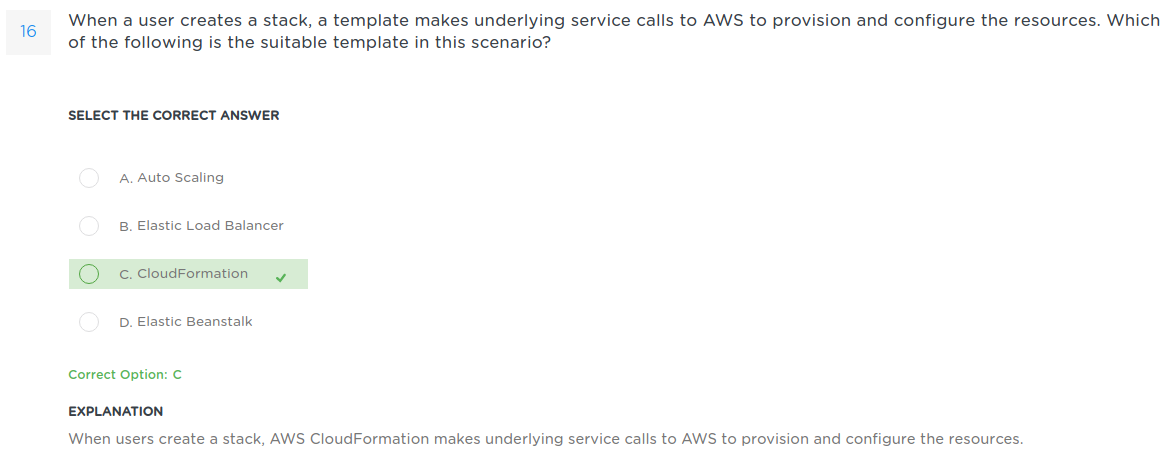 16
When a user creates a stack, a template makes underlying service calls to AWS to provision and configure the resources. Which
of the following is the suitable template in this scenario?
SELECT THE CORRECT ANSWER
A. Auto Scaling
B. Elastic Load Balancer
C. CloudFormation
D. Elastic Beanstalk
Correct Option: C
EXPLANATION
When users create a stack, AWS CloudFormation makes underlying service calls to AWS to provision and configure the resources.